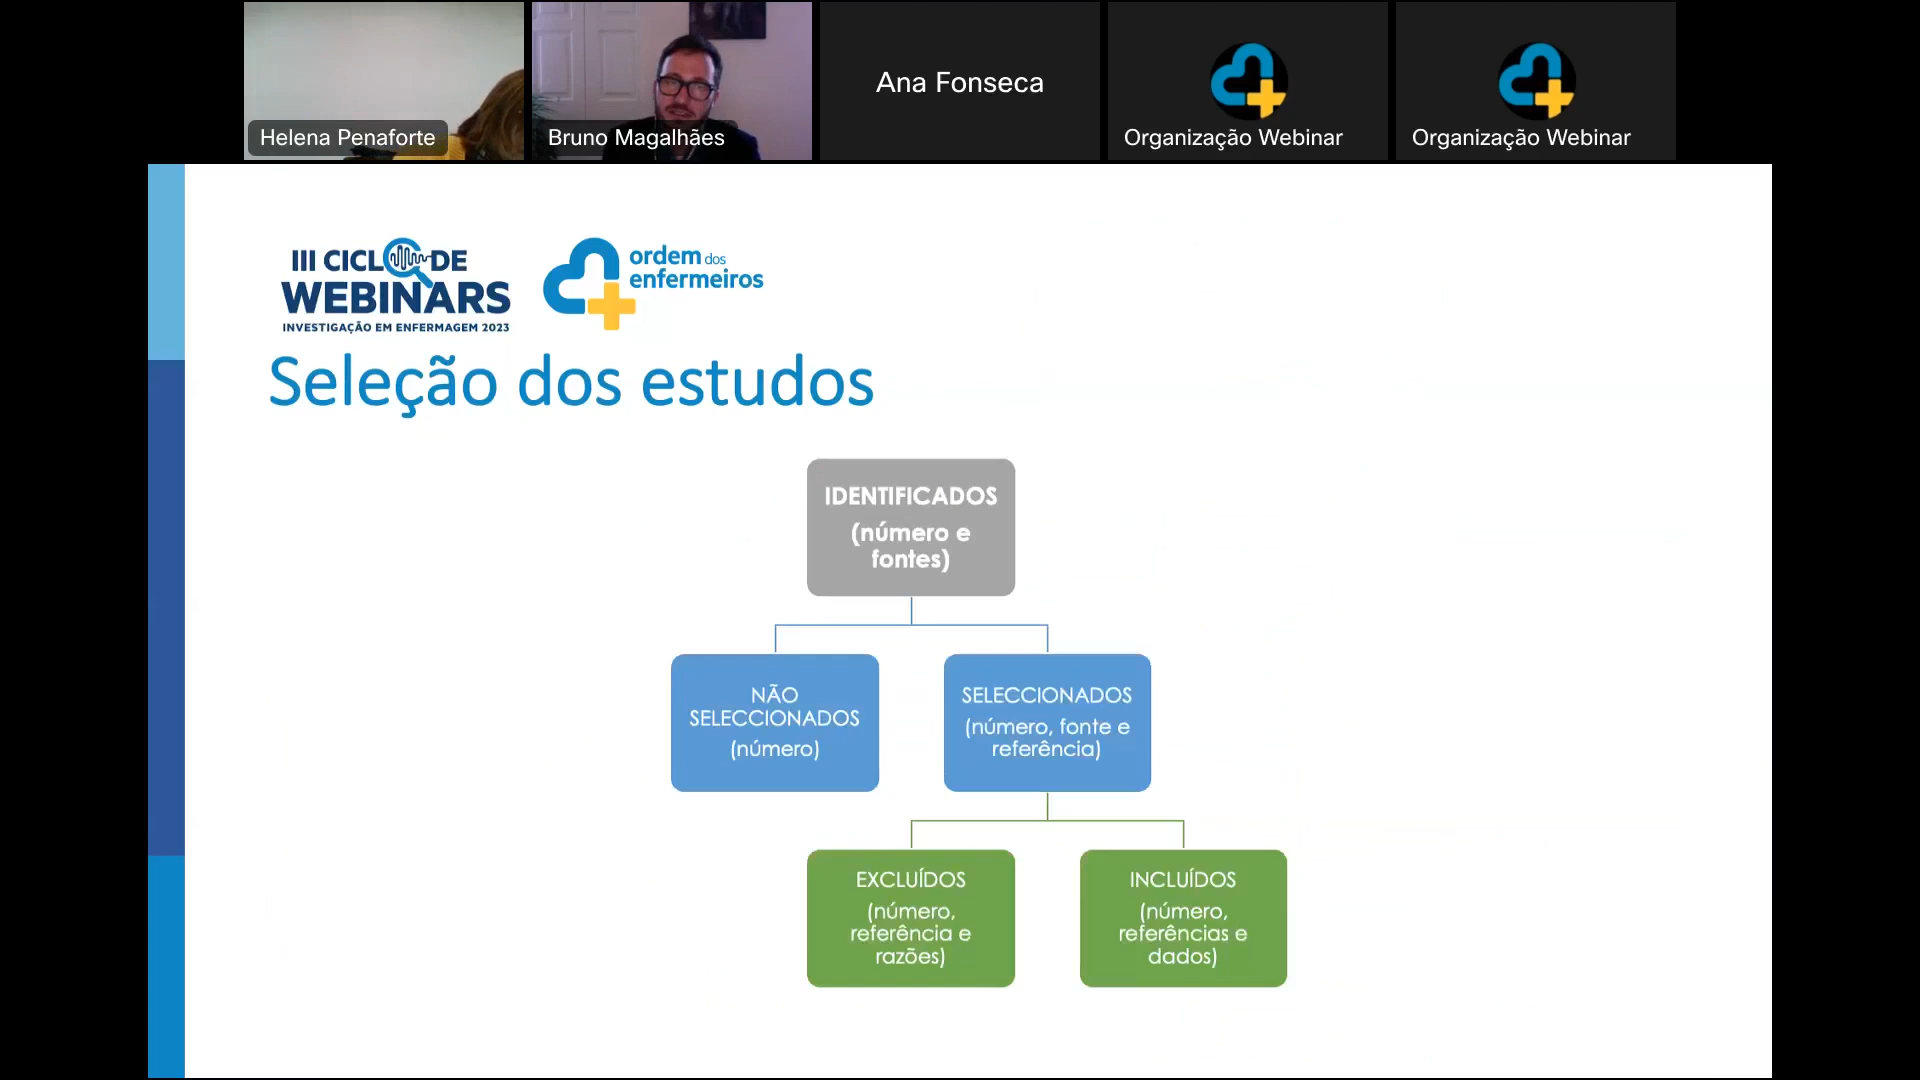 Helena Penaforte
Bruno Magalhães
Ana Fonseca
Organização Webinar
Organização Webinar
III CICLO DE
WEBINARS
INVESTIGAÇÃO EM ENFERMAGEM 2023
ordem dos
enfermeiros
Seleção dos estudos
IDENTIFICADOS
(número e
fontes)
NÃO
SELECCIONADOS
(número)
SELECCIONADOS
(número, fonte e
referência)
EXCLUÍDOS
(número,
referência e
razões)
INCLUÍDOS
(número,
referências e
dados)